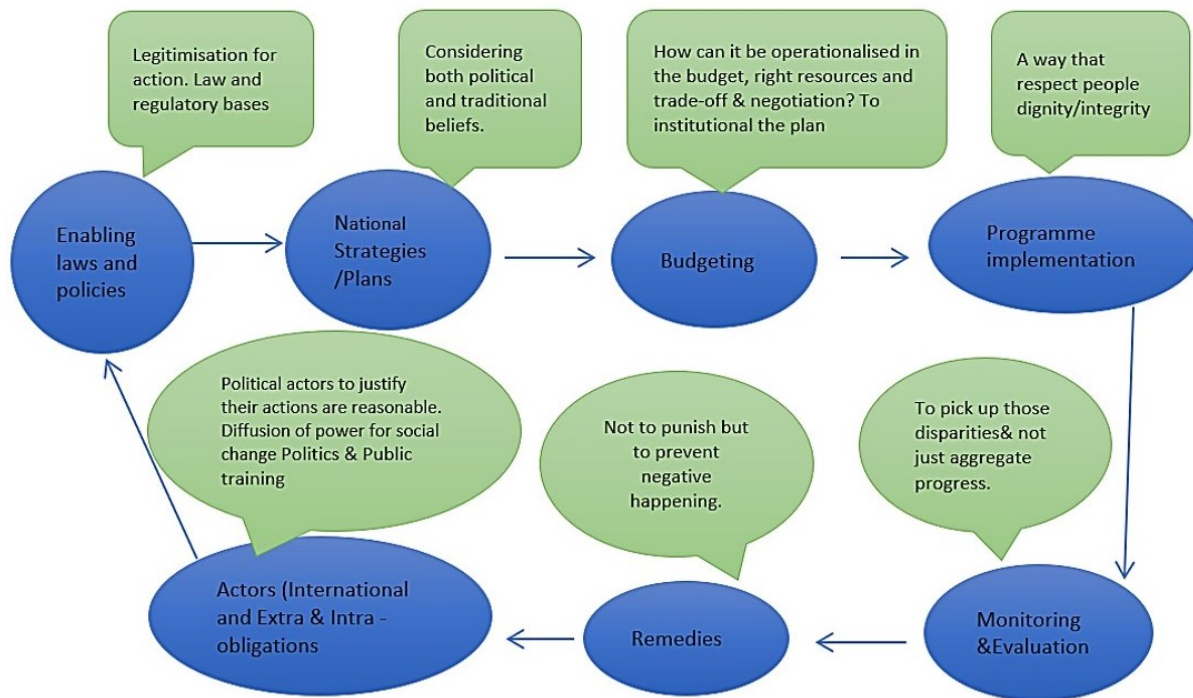 Legitimisation for
action. Law and
regulatory bases
Considering
both political
and traditional
beliefs.
How can it be operationalised in
the budget, right resources and
trade-off & negotiation? To
institutional the plan
A way that
respect people
dignity/integrity
Enabling
laws and
policies
National
Strategies
/Plans
Budgeting
Programme
implementation
Political actors to justify
their actions are reasonable.
Diffusion of power for social
change Politics & Public
training
Not to punish but
to prevent
negative
happening.
To pick up those
disparities& not
just aggregate
progress.
Actors (International
and Extra & Intra -
obligations
Remedies
Monitoring
&Evaluation